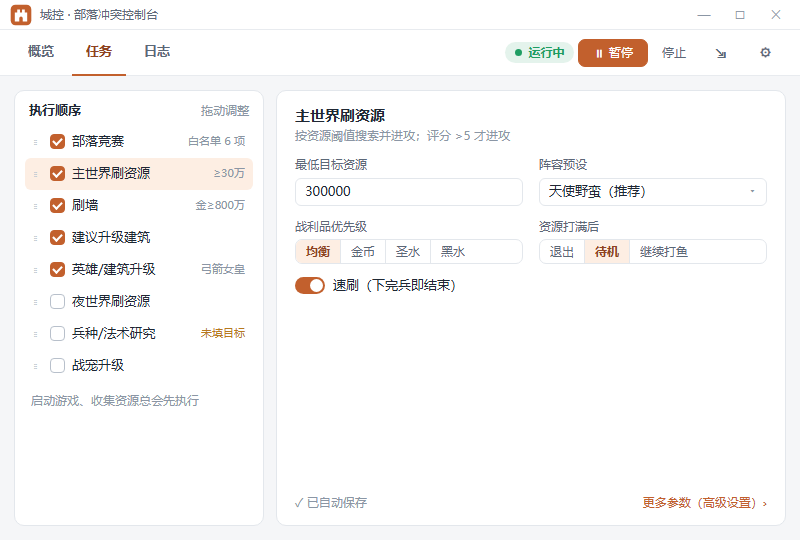 城控 · 部落冲突控制台
概览
任务
日志
运行中
暂停
停止
执行顺序
拖动调整
部落竞赛
白名单 6 项
主世界刷资源
≥30万
刷墙
金≥800万
建议升级建筑
英雄/建筑升级
弓箭女皇
夜世界刷资源
兵种/法术研究
未填目标
战宠升级
启动游戏、收集资源总会先执行
主世界刷资源
按资源阈值搜索并进攻；评分 >5 才进攻
最低目标资源
阵容预设
300000
天使野蛮（推荐）
战利品优先级
资源打满后
均衡
金币
圣水
黑水
退出
待机
继续打鱼
速刷（下完兵即结束）
✓ 已自动保存
更多参数（高级设置） ›